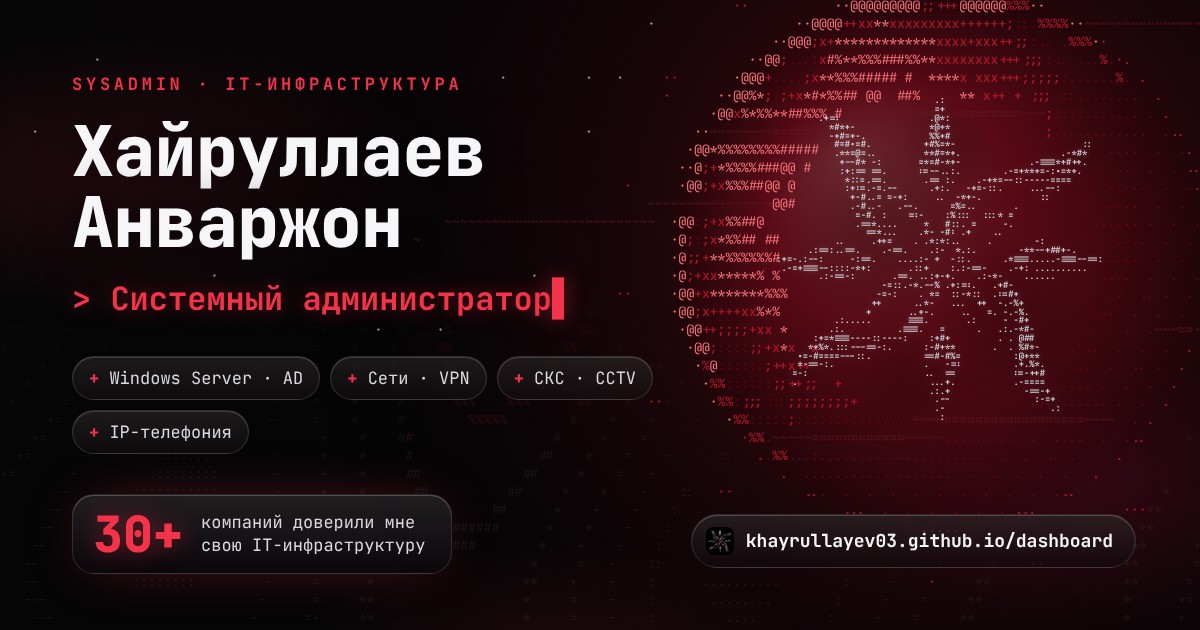 SYSADMIN · IT-ИНФРАСТРУКТУРА
Хайруллаев
Анваржон
> Системный администратор
+ Windows Server · AD
+ Сети · VPN
+ СКС · CCTV
+ IP-телефония
30+
компаний доверили мне
свою IT-инфраструктуру
khayrullayev03.github.io/dashboard